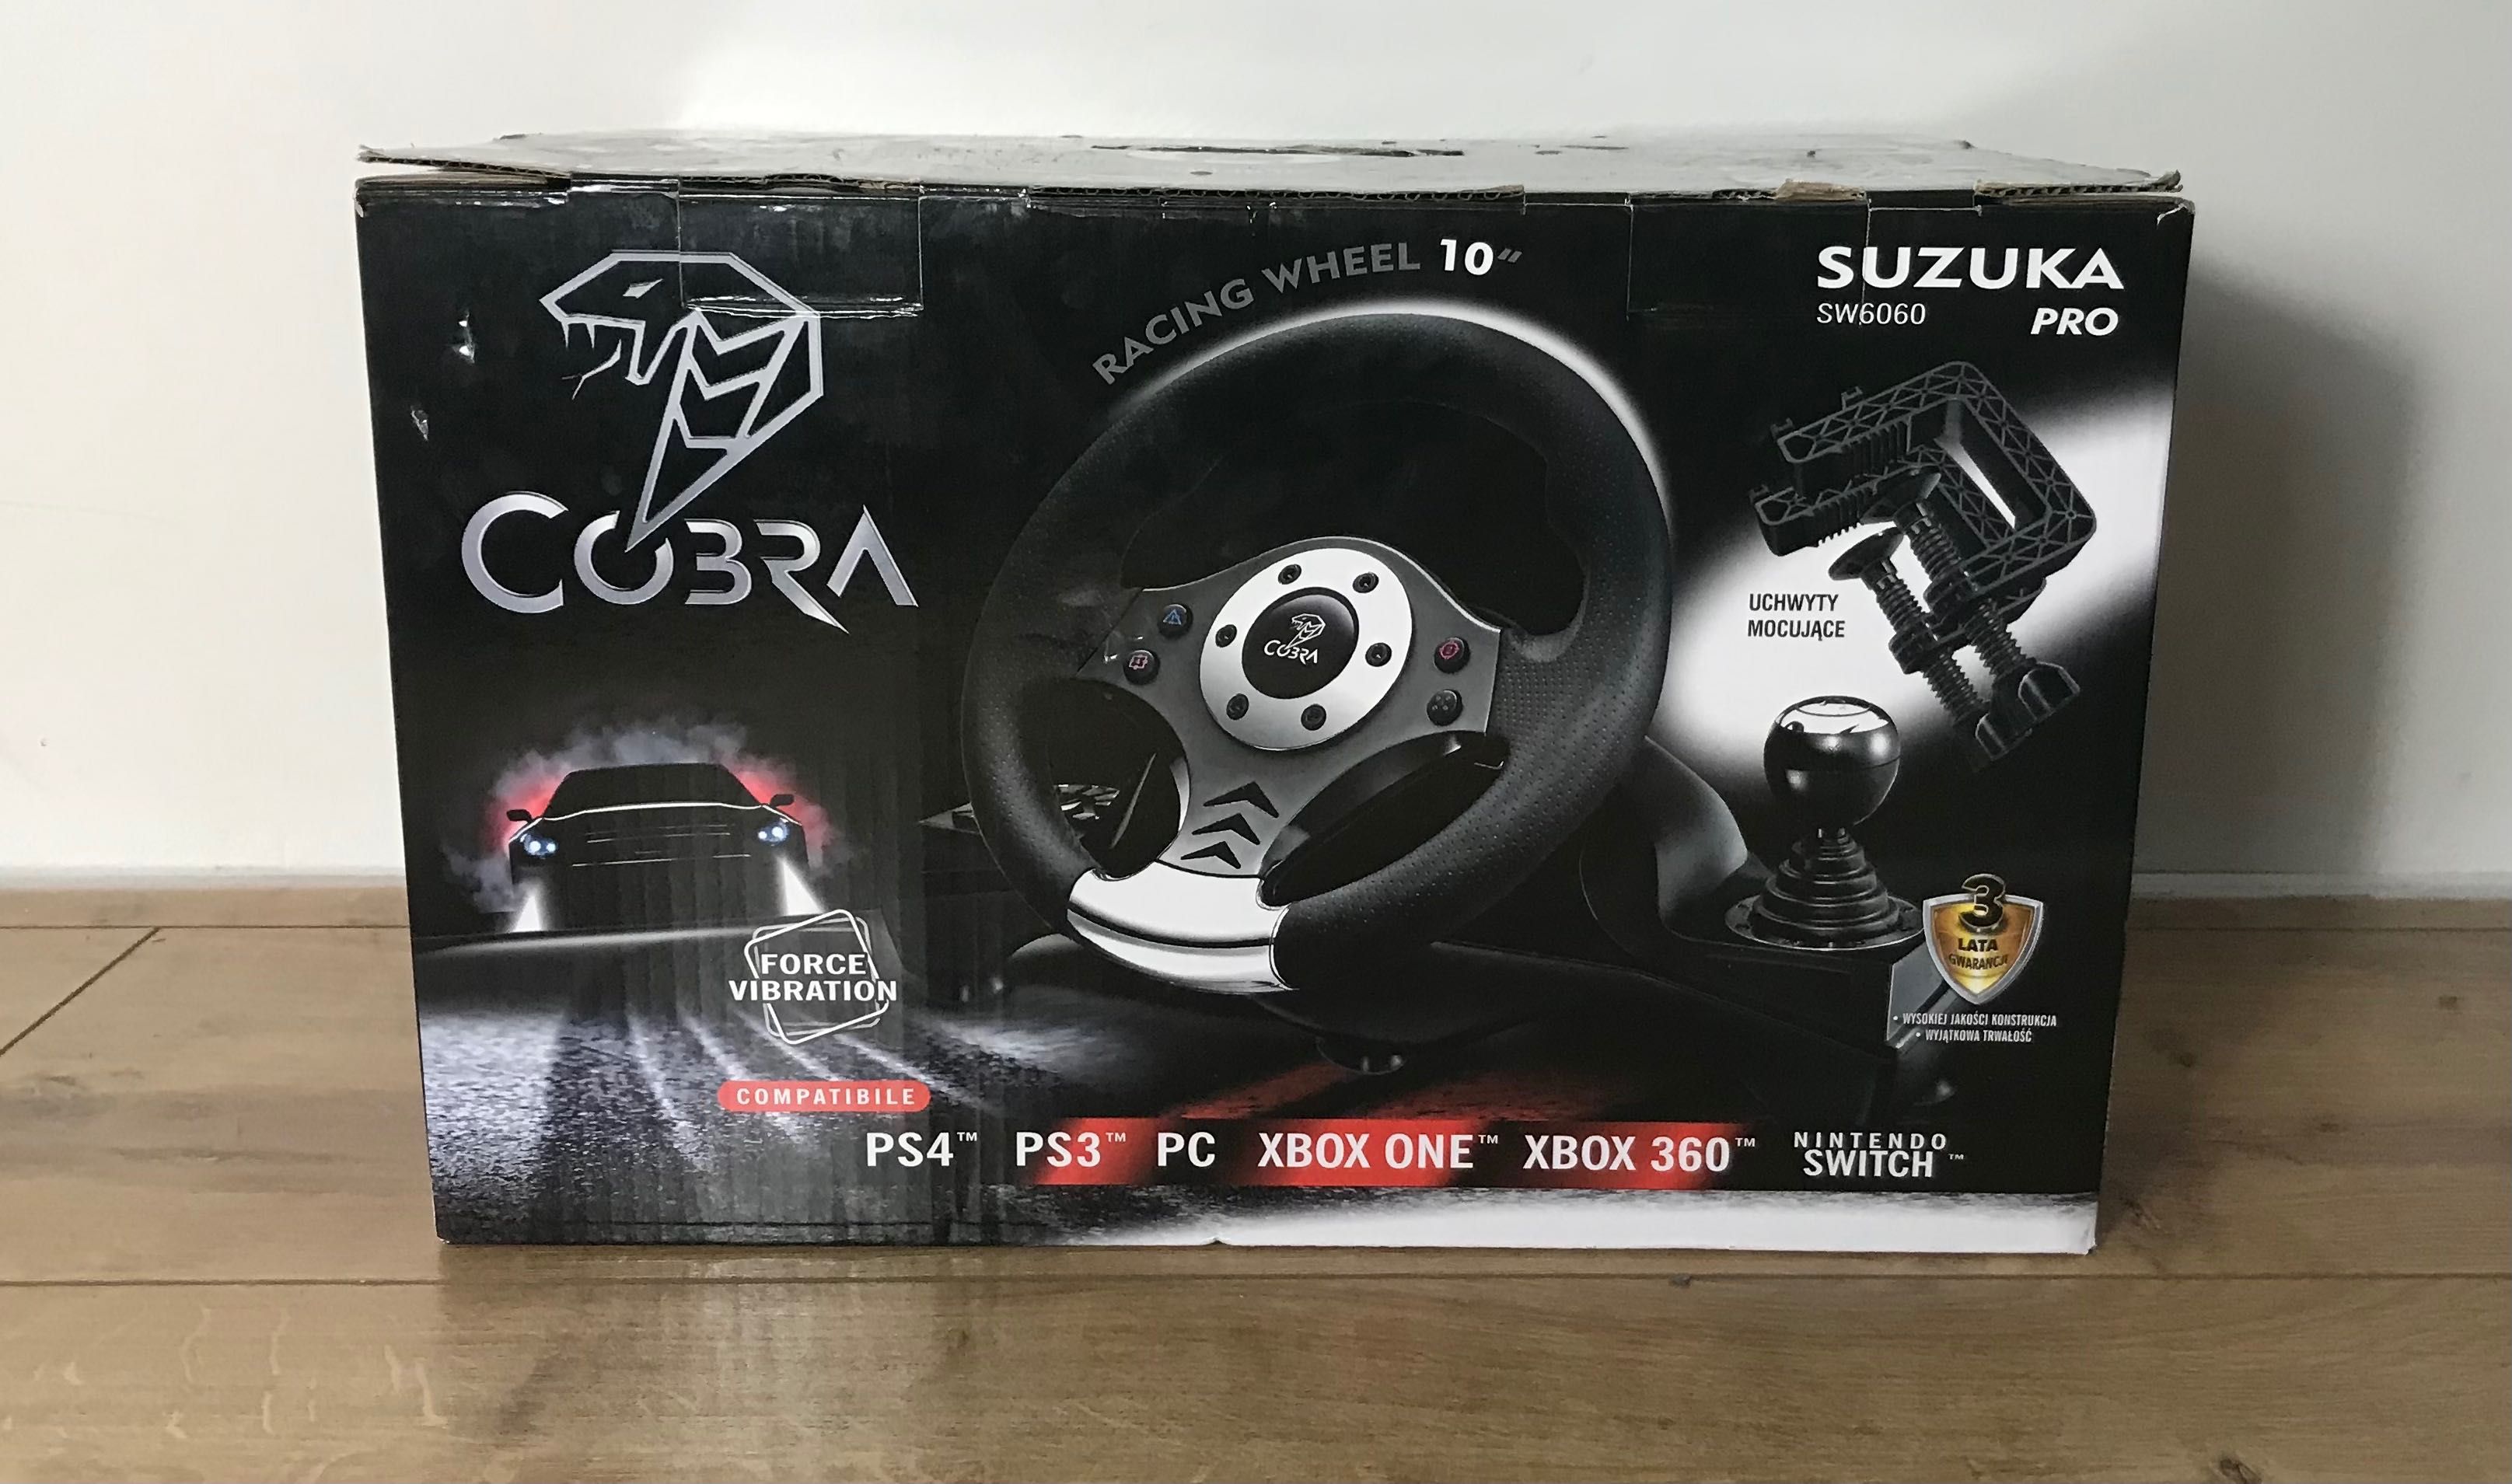 RACING WHEEL 10"
SUZUKA
SW6060
PRO
COBRA
COBRA
UCHWYTY
MOCUJĄCE
3
LATA
GWARANCJI
FORCE
VIBRATION
• WYSOKIEJ JAKOŚCI KONSTRUKCJA
• WYJĄTKOWA TRWAŁOŚĆ
COMPATIBILE
PS4™ PS3™ PC XBOX ONE™ XBOX 360™ NINTENDO
SWITCH™